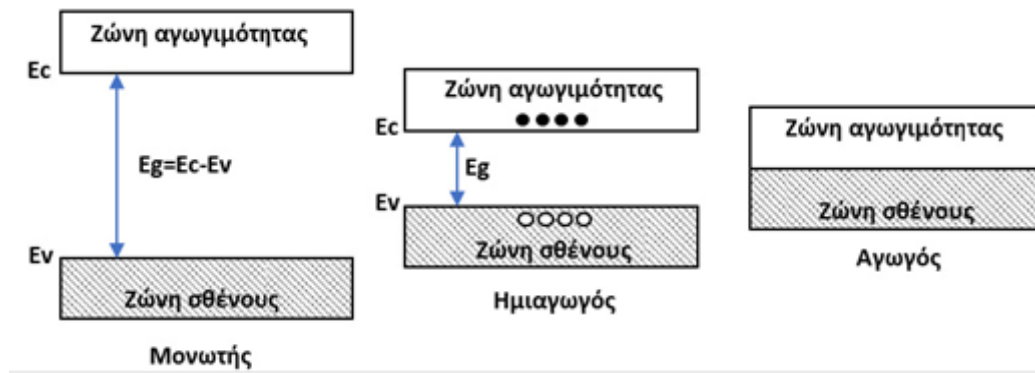 Ζώνη αγωγιμότητας
Ec
Eg=Ec-Ev
Ev
Ζώνη σθένους
Μονωτής
Ζώνη αγωγιμότητας
Ec
Eg
Ev
Ζώνη σθένους
Ημιαγωγός
Ζώνη αγωγιμότητας
Ζώνη σθένους
Αγωγός